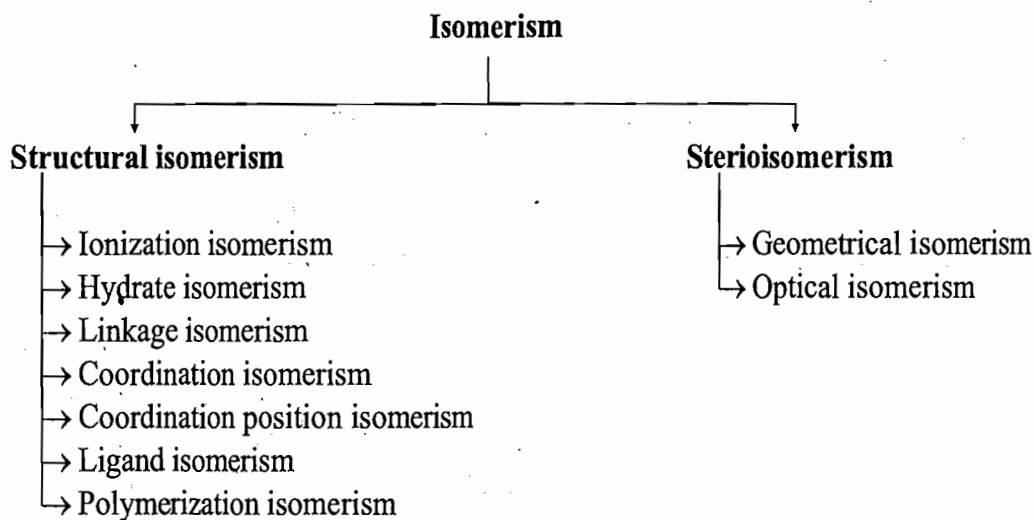 Isomerism
Structural isomerism
Sterioisomerism
Ionization isomerism
Hydrate isomerism
Linkage isomerism
Coordination isomerism
Coordination position isomerism
Ligand isomerism
Polymerization isomerism
Geometrical isomerism
Optical isomerism